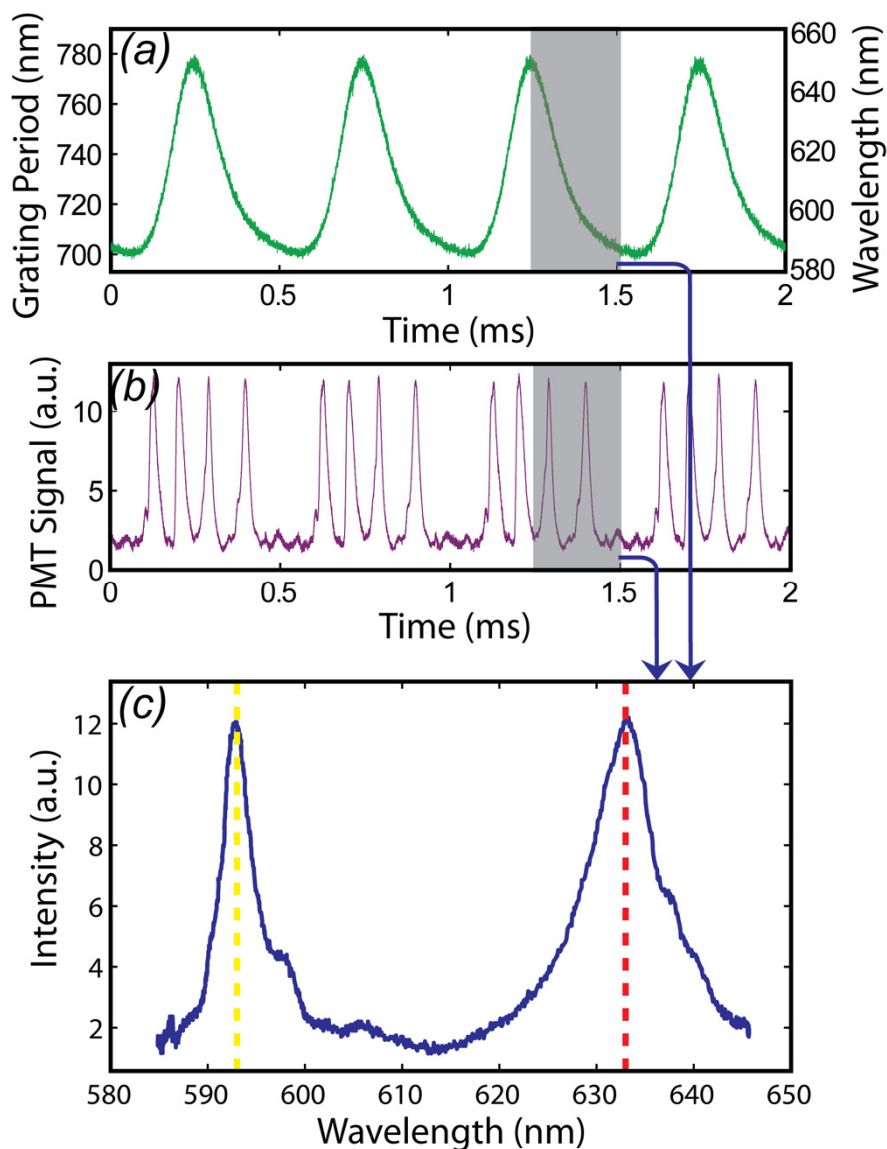 (a)
Grating Period (nm)
780
760
740
720
700
660
640
620
600
580
Wavelength (nm)
0 0.5 1 1.5 2
Time (ms)
(b)
PMT Signal (a.u.)
10
5
0
0 0.5 1 1.5 2
Time (ms)
(c)
Intensity (a.u.)
12
10
8
6
4
2
580 590 600 610 620 630 640 650
Wavelength (nm)